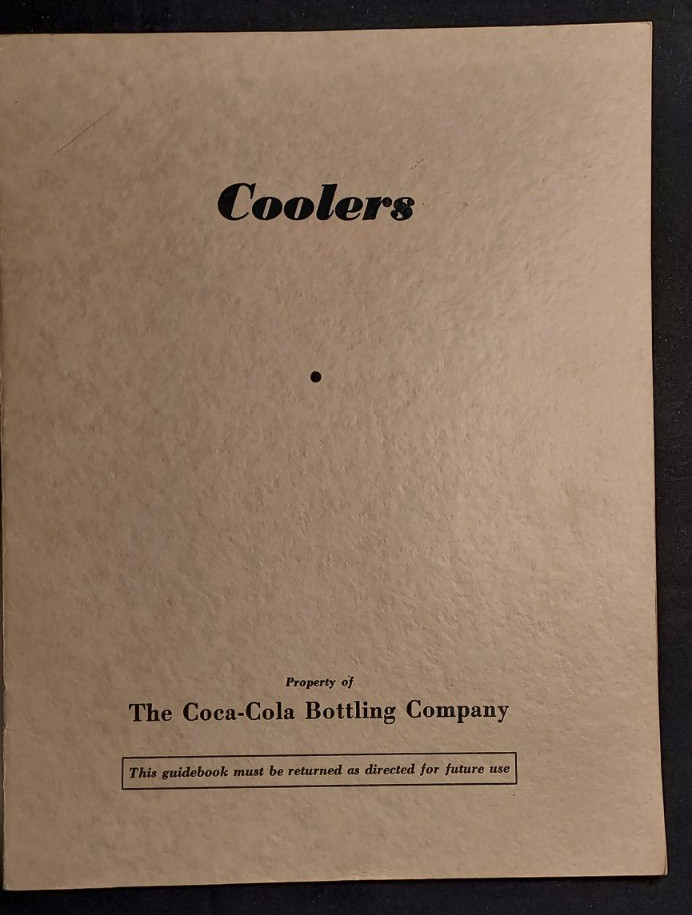 Coolers
Property of
The Coca-Cola Bottling Company
This guidebook must be returned as directed for future use